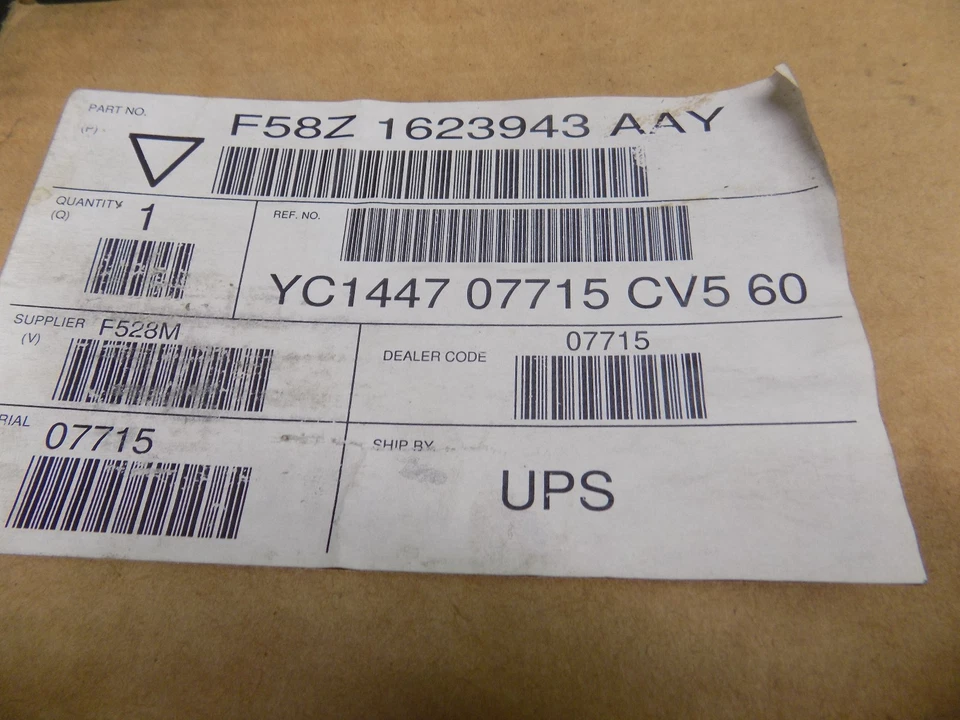 PART NO.
(P)
F58Z 1623943 AAY
QUANTITY
(Q)
1
REF. NO.
YC1447 07715 CV5 60
SUPPLIER F528M
(V)
DEALER CODE
07715
RIAL
07715
SHIP BY
UPS